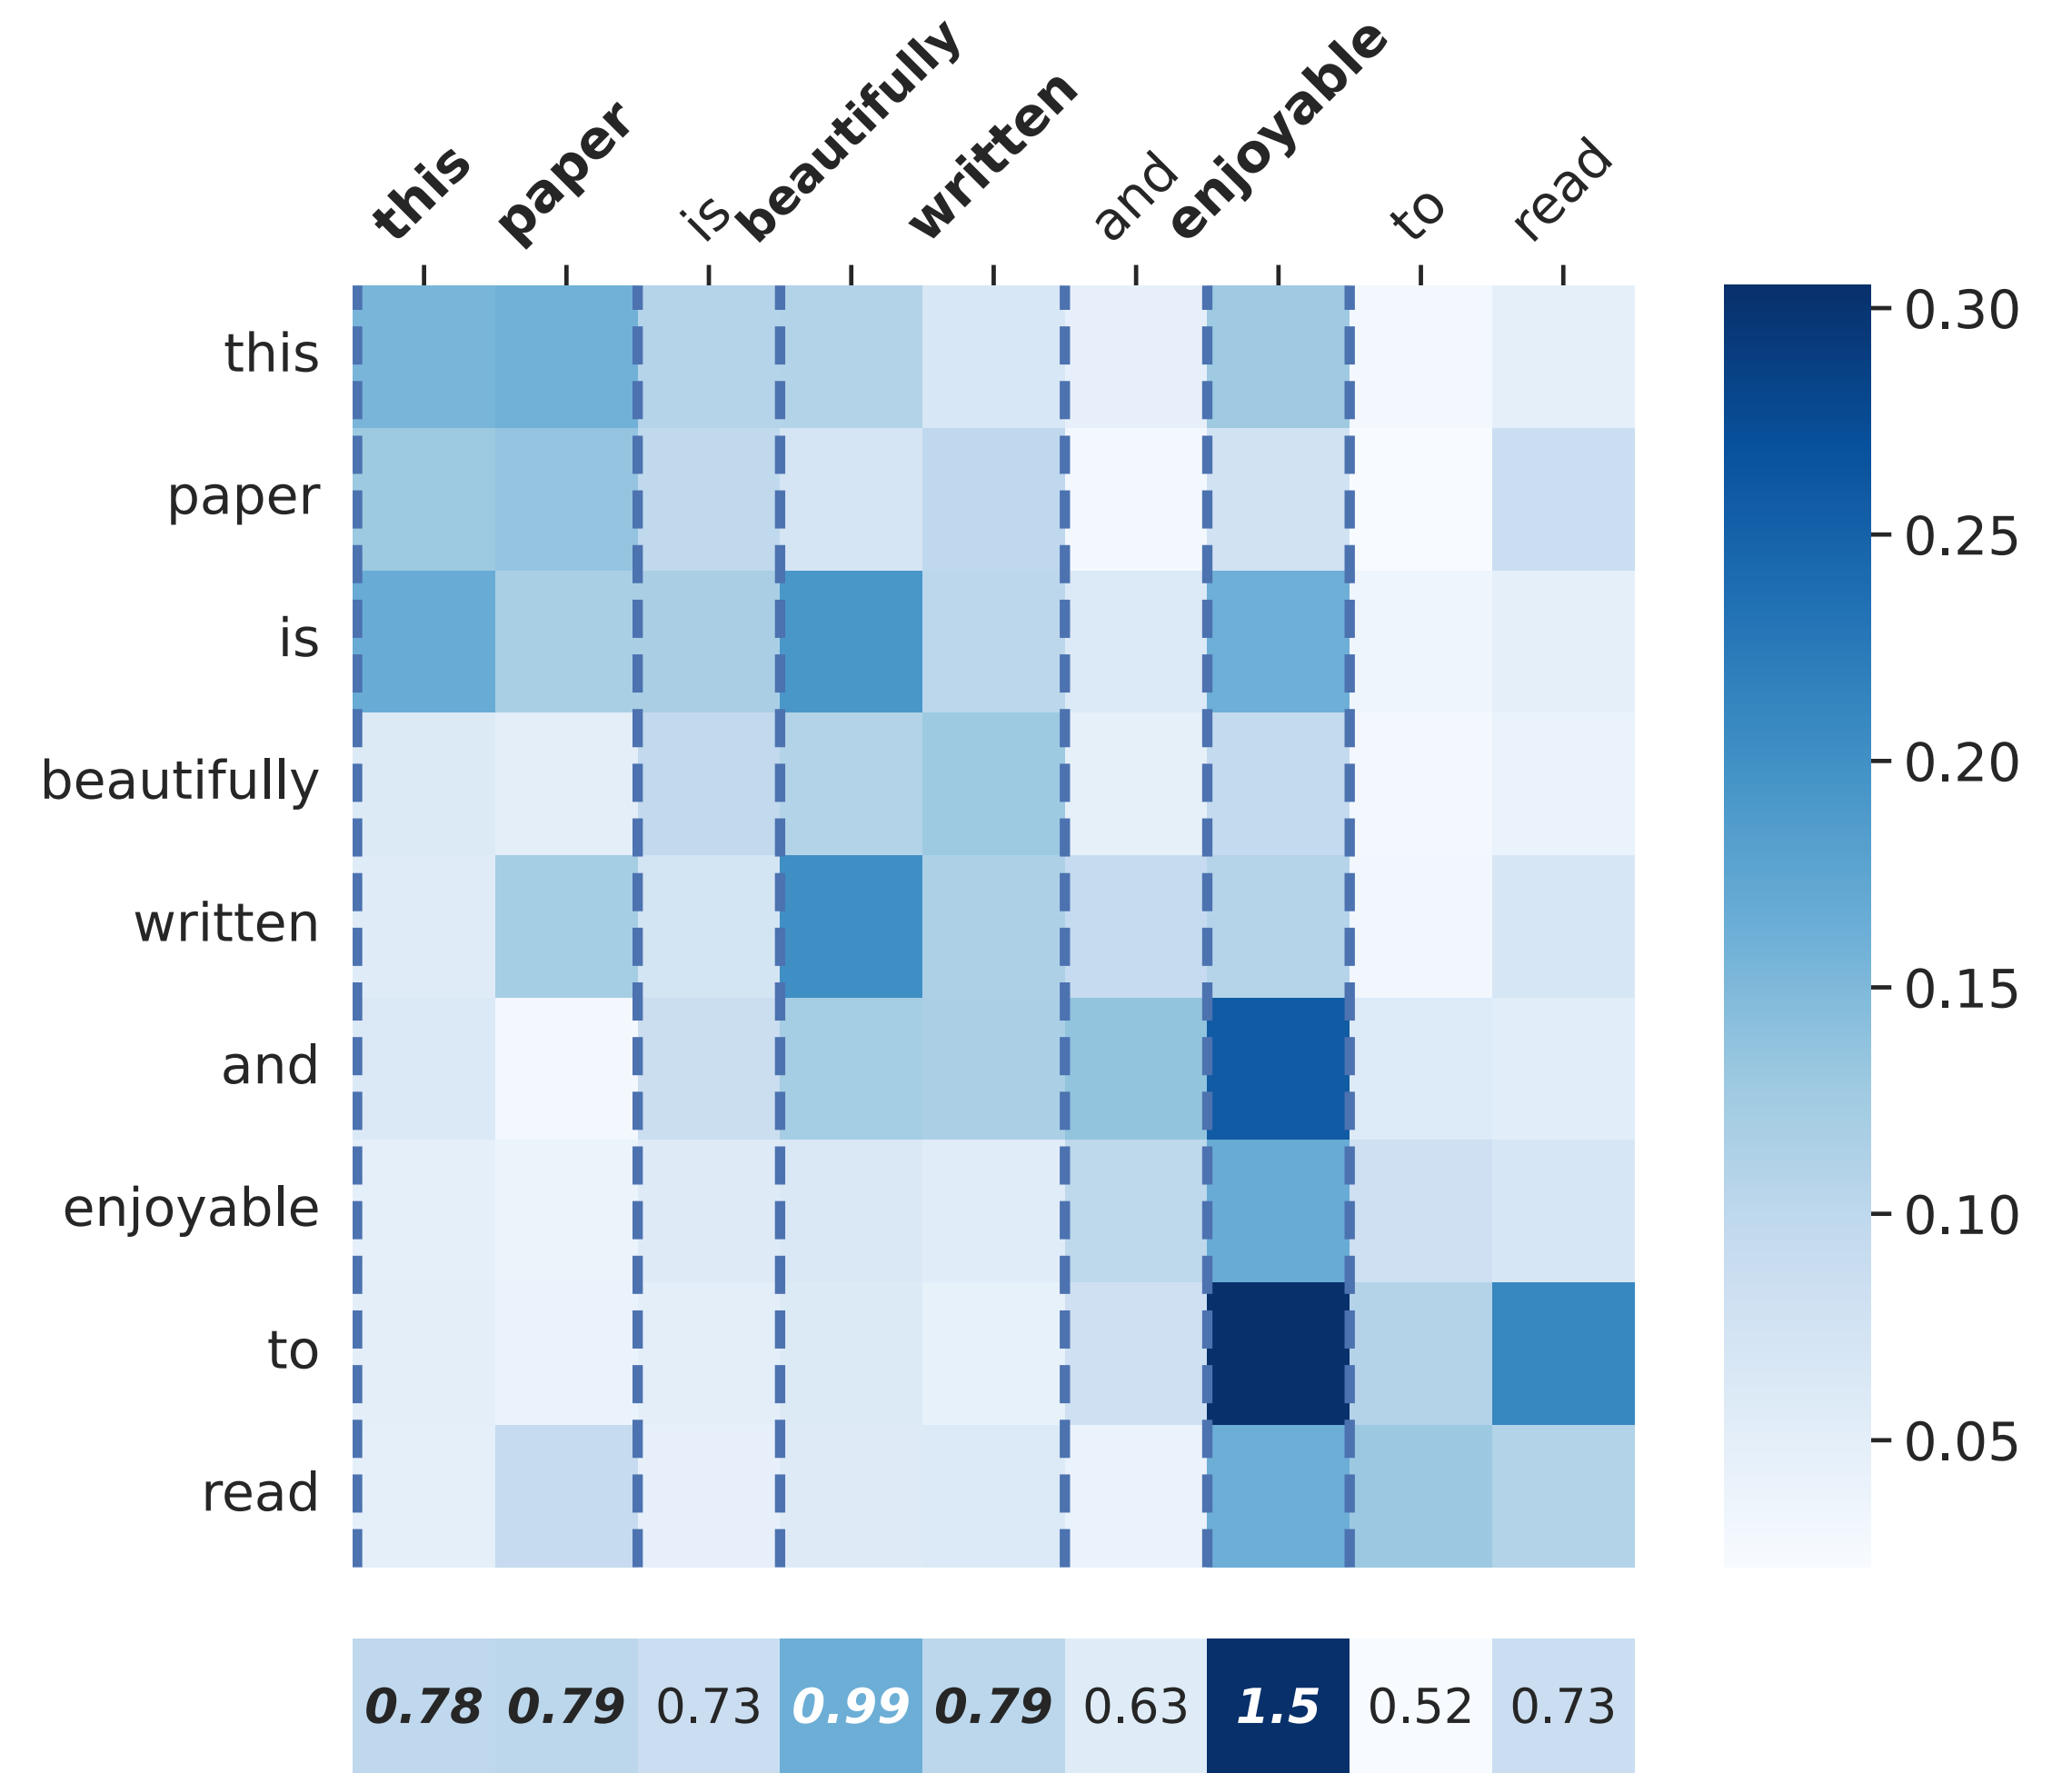 this paper is beautifully written and enjoyable to read
this
paper
is
beautifully
written
and
enjoyable
to
read
0.30
0.25
0.20
0.15
0.10
0.05
0.78 0.79 0.73 0.99 0.79 0.63 1.5 0.52 0.73